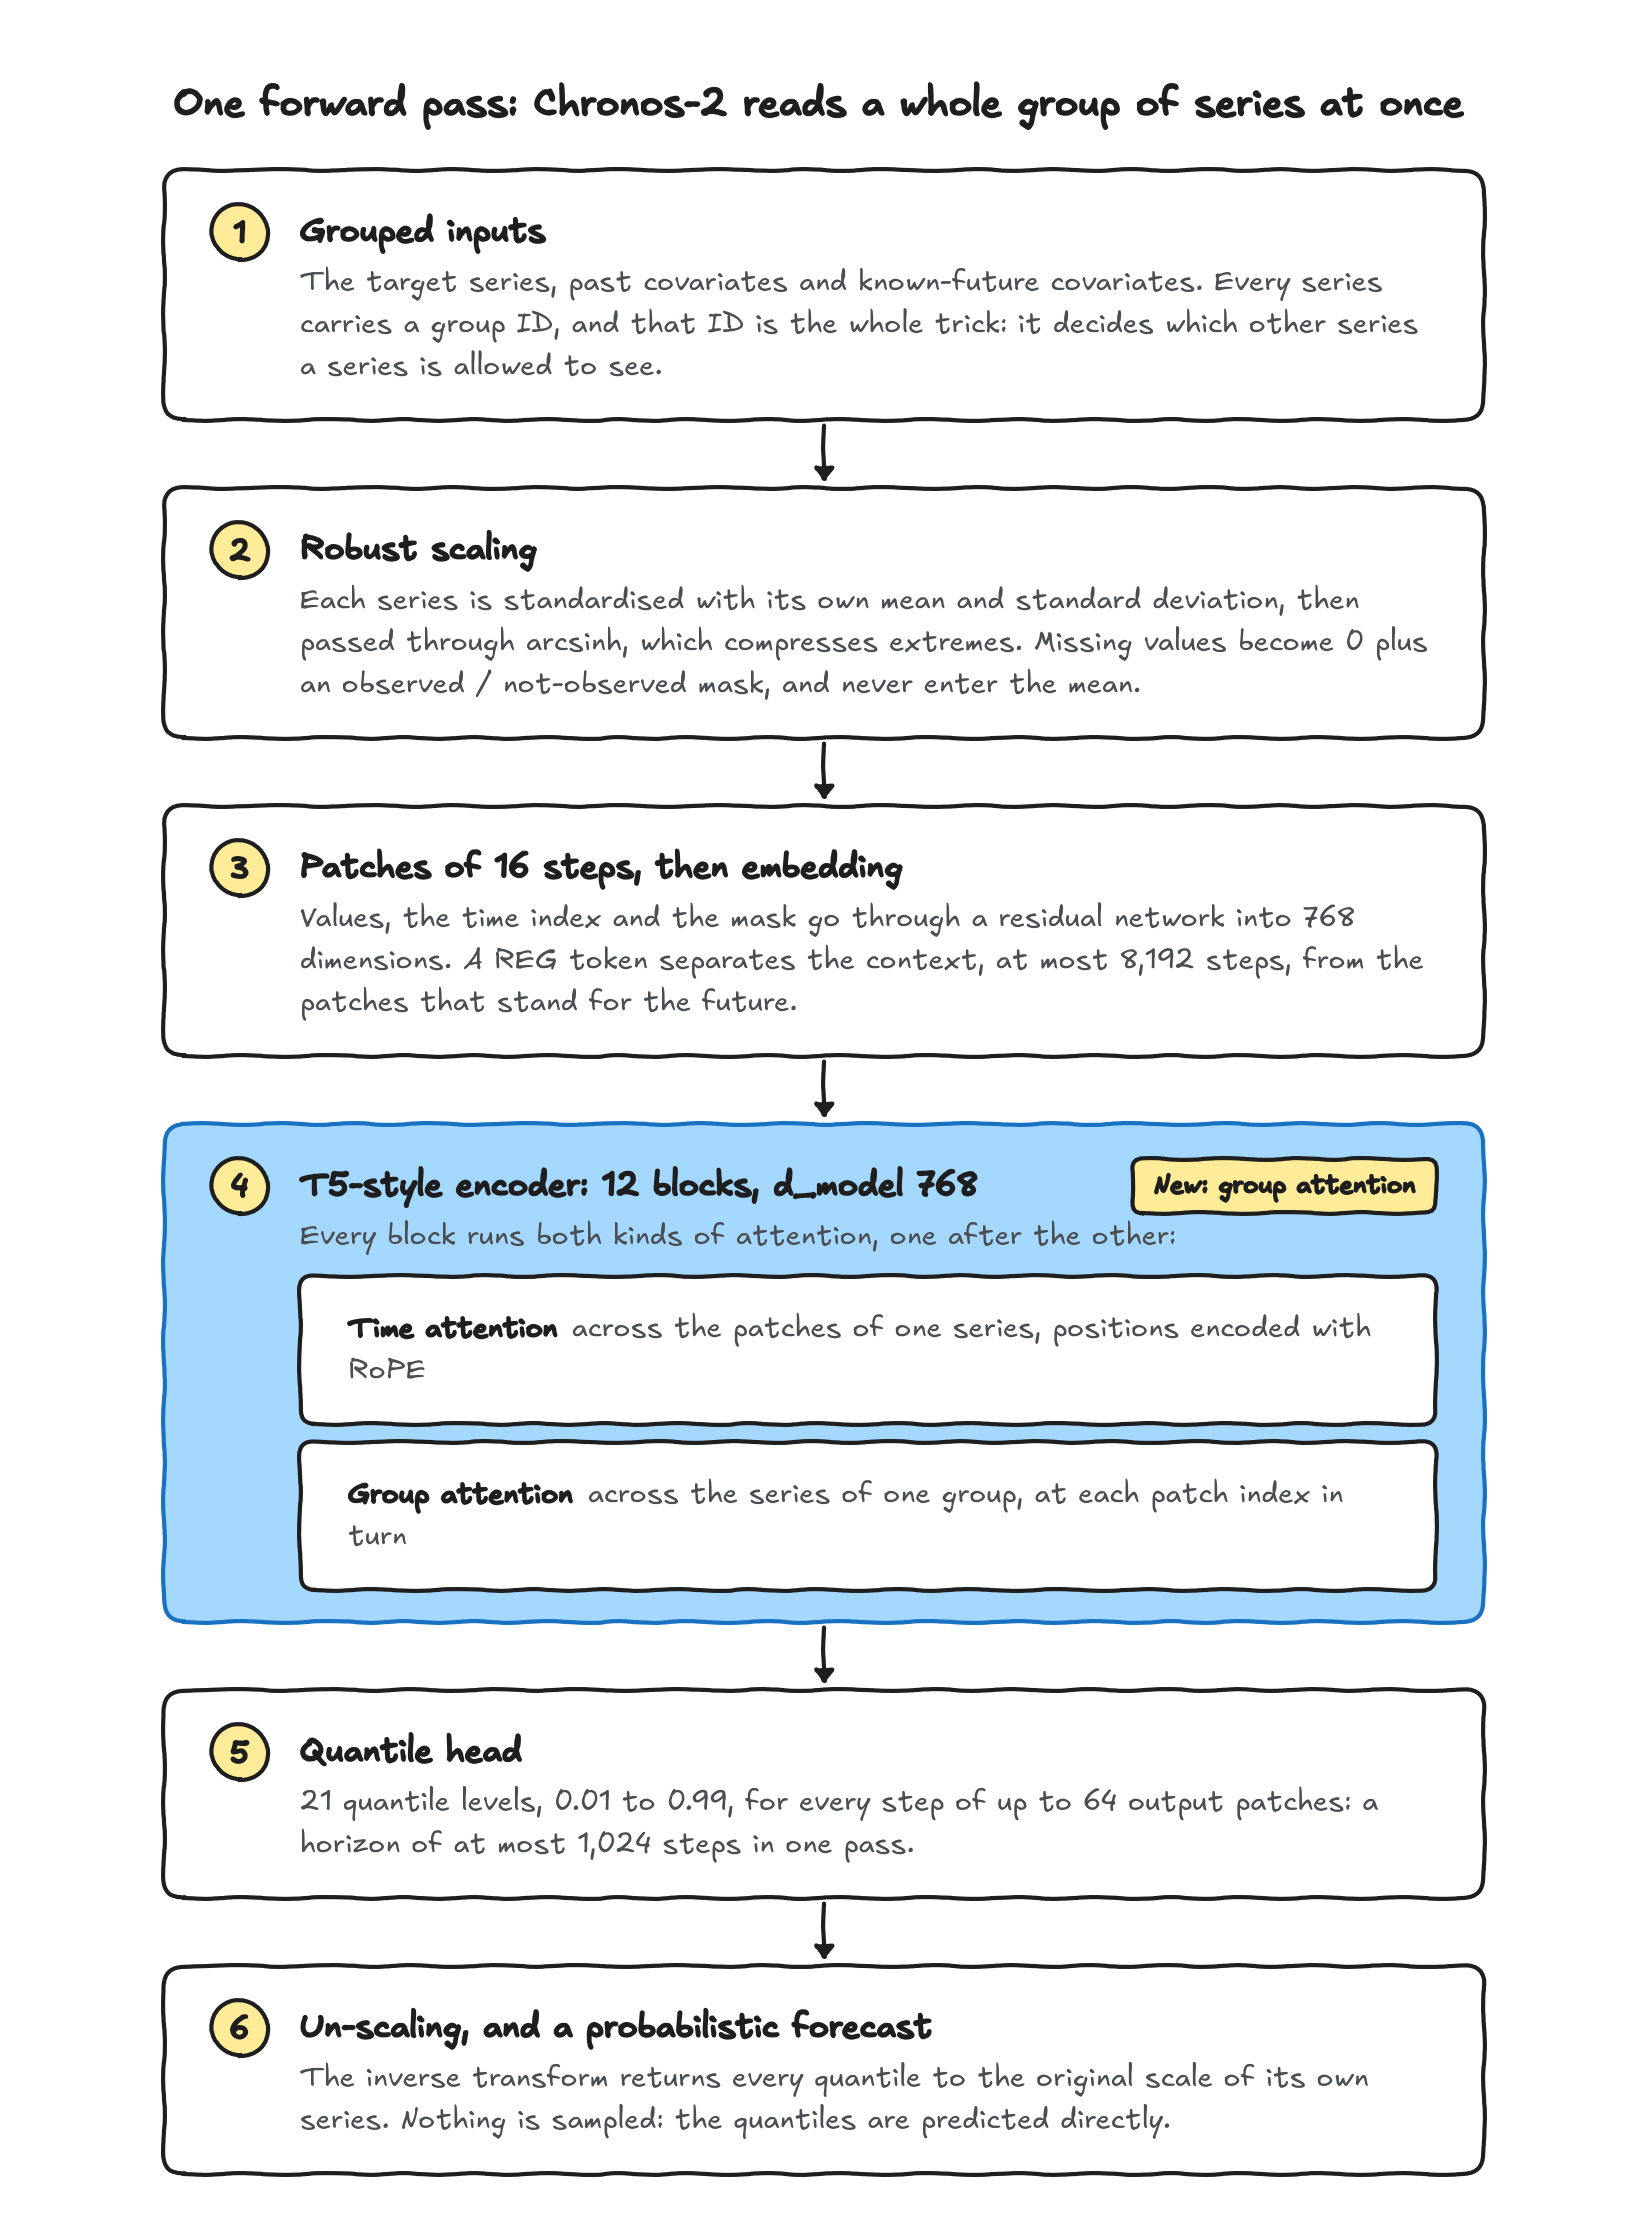 One forward pass: Chronos-2 reads a whole group of series at once
1
Grouped inputs
The target series, past covariates and known-future covariates. Every series
carries a group ID, and that ID is the whole trick: it decides which other series
a series is allowed to see.
2
Robust scaling
Each series is standardised with its own mean and standard deviation, then
passed through arcsinh, which compresses extremes. Missing values become 0 plus
an observed / not-observed mask, and never enter the mean.
3
Patches of 16 steps, then embedding
Values, the time index and the mask go through a residual network into 768
dimensions. A REG token separates the context, at most 8,192 steps, from the
patches that stand for the future.
4
T5-style encoder: 12 blocks, d_model 768
New: group attention
Every block runs both kinds of attention, one after the other:
Time attention across the patches of one series, positions encoded with
RoPE
Group attention across the series of one group, at each patch index in
turn
5
Quantile head
21 quantile levels, 0.01 to 0.99, for every step of up to 64 output patches: a
horizon of at most 1,024 steps in one pass.
6
Un-scaling, and a probabilistic forecast
The inverse transform returns every quantile to the original scale of its own
series. Nothing is sampled: the quantiles are predicted directly.